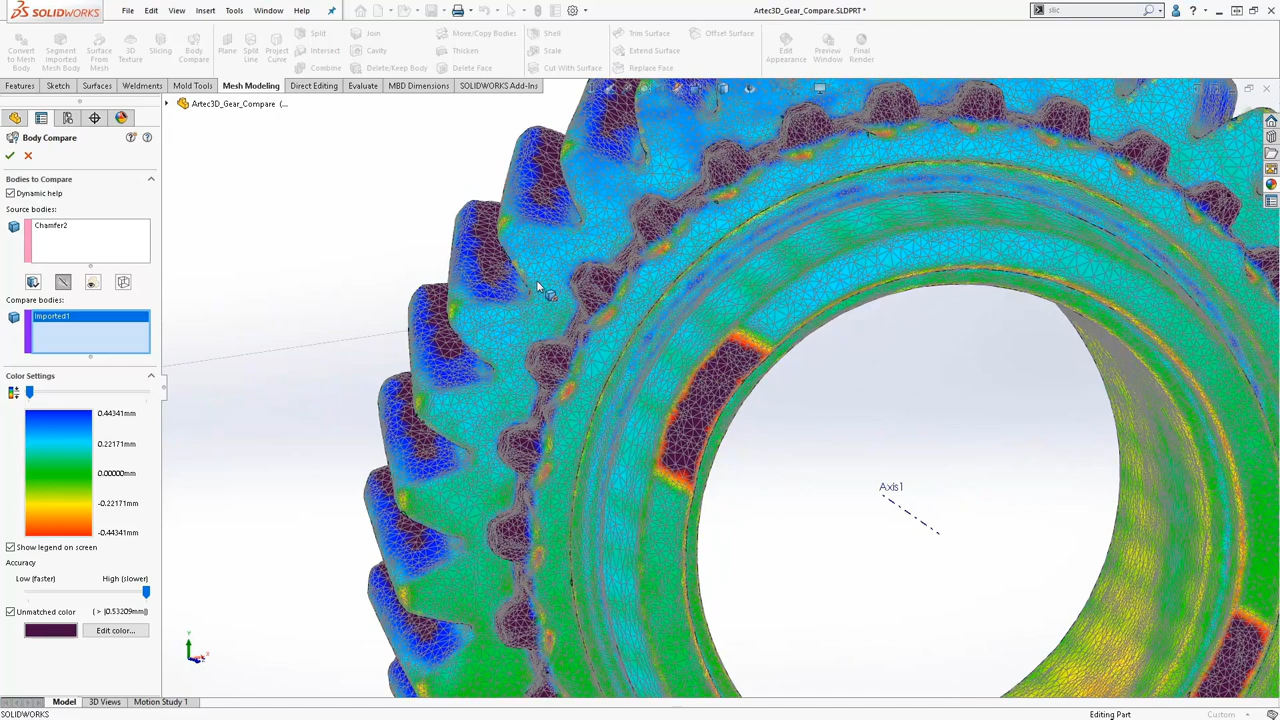 SOLIDWORKS
File Edit View Insert Tools Window Help
Artec3D_Gear_Compare.SLDPRT *
slic
Convert to Mesh Body
Segment Imported Mesh Body
Surface From Mesh
3D Texture
Slicing
Body Compare
Plane
Split Line
Project Curve
Split
Intersect
Combine
Join
Cavity
Delete/Keep Body
Move/Copy Bodies
Thicken
Delete Face
Shell
Scale
Cut With Surface
Trim Surface
Extend Surface
Replace Face
Offset Surface
Edit Appearance
Preview Window
Final Render
Features Sketch Surfaces Weldments Mold Tools Mesh Modeling Direct Editing Evaluate MBD Dimensions SOLIDWORKS Add-Ins
Artec3D_Gear_Compare (...
Body Compare
Bodies to Compare
Dynamic help
Source bodies:
Chamfer2
Compare bodies:
Imported1
Color Settings
0.44341mm
0.22171mm
0.00000mm
-0.22171mm
-0.44341mm
Show legend on screen
Accuracy
Low (faster) High (slower)
Unmatched color ( > |0.53209mm|)
Edit color...
Axis1
Y
X
Z
Model 3D Views Motion Study 1
SOLIDWORKS
Editing Part
Custom